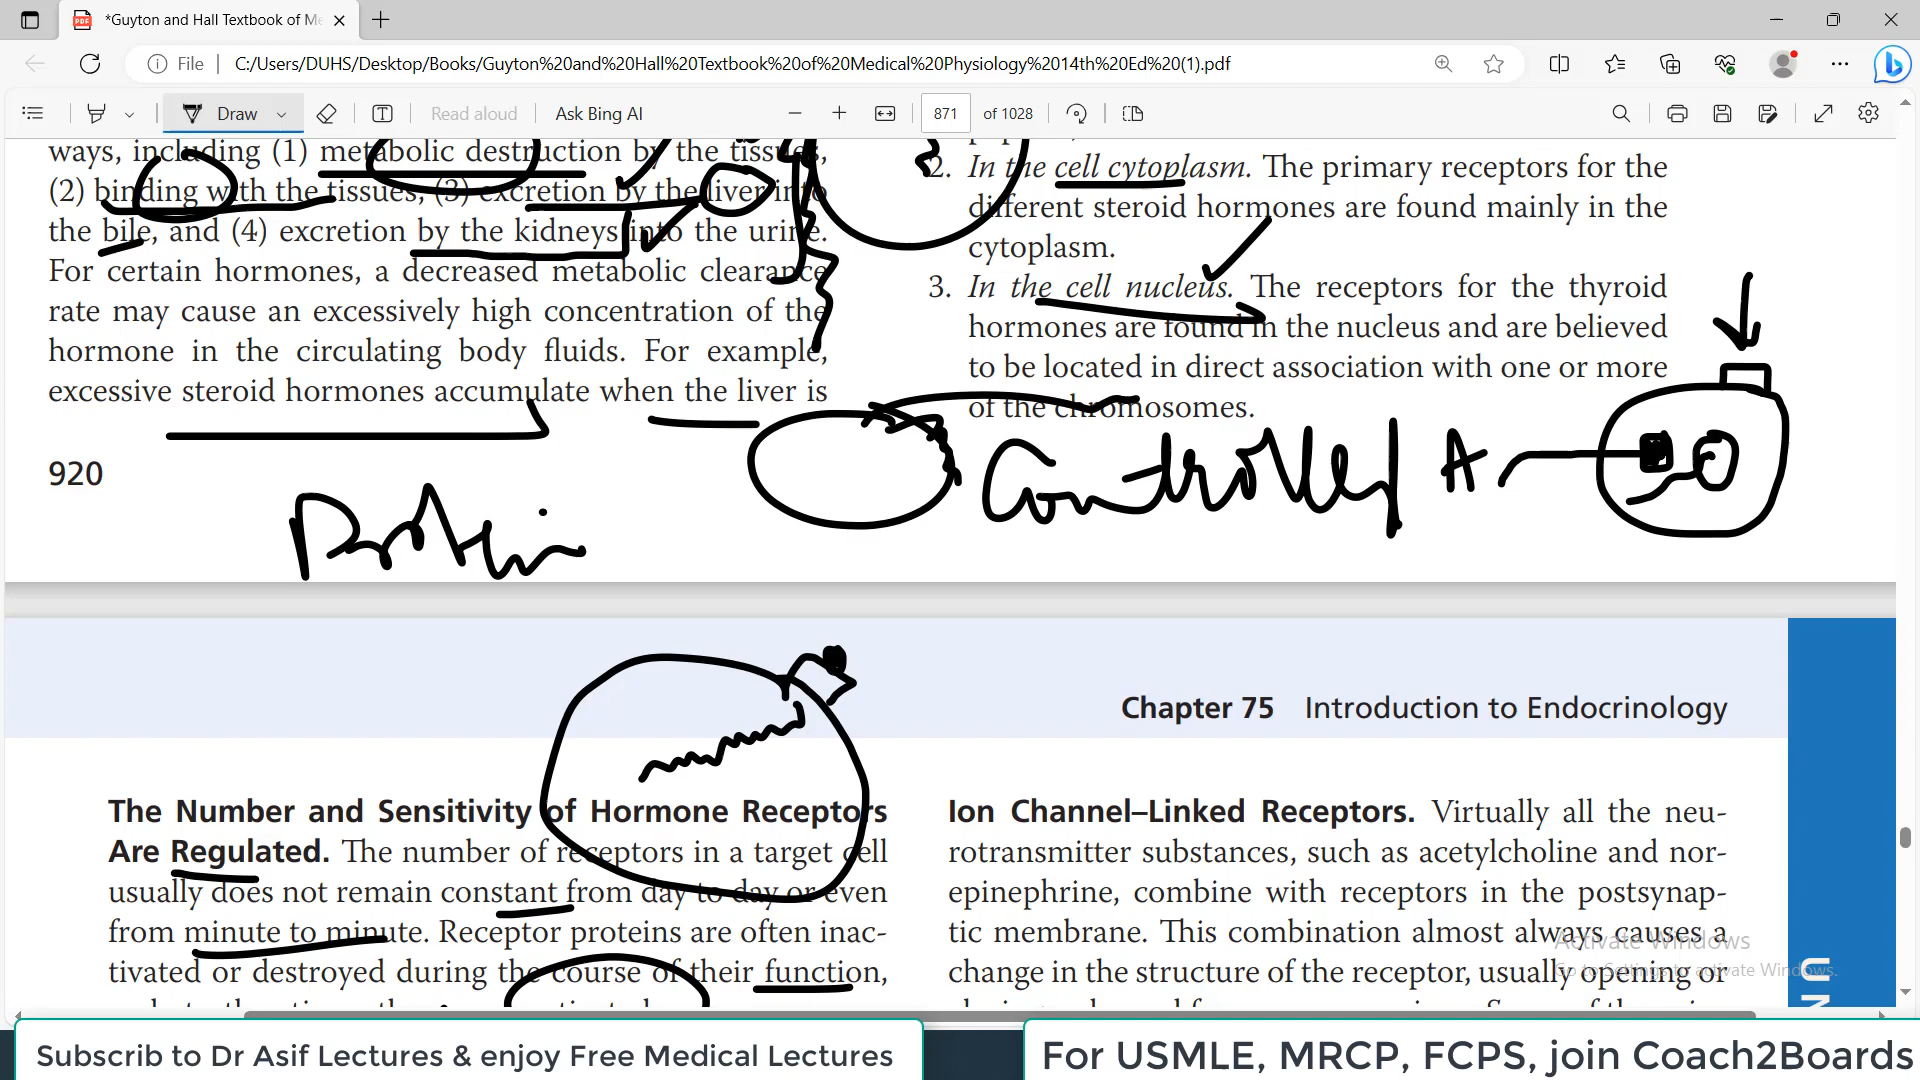 *Guyton and Hall Textbook of Me
File
C:/Users/DUHS/Desktop/Books/Guyton%20and%20Hall%20Textbook%20of%20Medical%20Physiology%2014th%20Ed%20(1).pdf
Draw
Read aloud
Ask Bing AI
871 of 1028
ways, including (1) metabolic destruction by the tissues,
(2) binding with the tissues, (3) excretion by the liver into
the bile, and (4) excretion by the kidneys into the urine.
For certain hormones, a decreased metabolic clearance
rate may cause an excessively high concentration of the
hormone in the circulating body fluids. For example,
excessive steroid hormones accumulate when the liver is
920
Protein
2. In the cell cytoplasm. The primary receptors for the
different steroid hormones are found mainly in the
cytoplasm.
3. In the cell nucleus. The receptors for the thyroid
hormones are found in the nucleus and are believed
to be located in direct association with one or more
of the chromosomes.
Controlled A
Chapter 75 Introduction to Endocrinology
The Number and Sensitivity of Hormone Receptors
Are Regulated. The number of receptors in a target cell
usually does not remain constant from day to day or even
from minute to minute. Receptor proteins are often inac-
tivated or destroyed during the course of their function,
Ion Channel–Linked Receptors. Virtually all the neu-
rotransmitter substances, such as acetylcholine and nor-
epinephrine, combine with receptors in the postsynap-
tic membrane. This combination almost always causes a
change in the structure of the receptor, usually opening or
Activate Windows
Go to Settings to activate Windows.
Subscrib to Dr Asif Lectures & enjoy Free Medical Lectures
For USMLE, MRCP, FCPS, join Coach2Boards